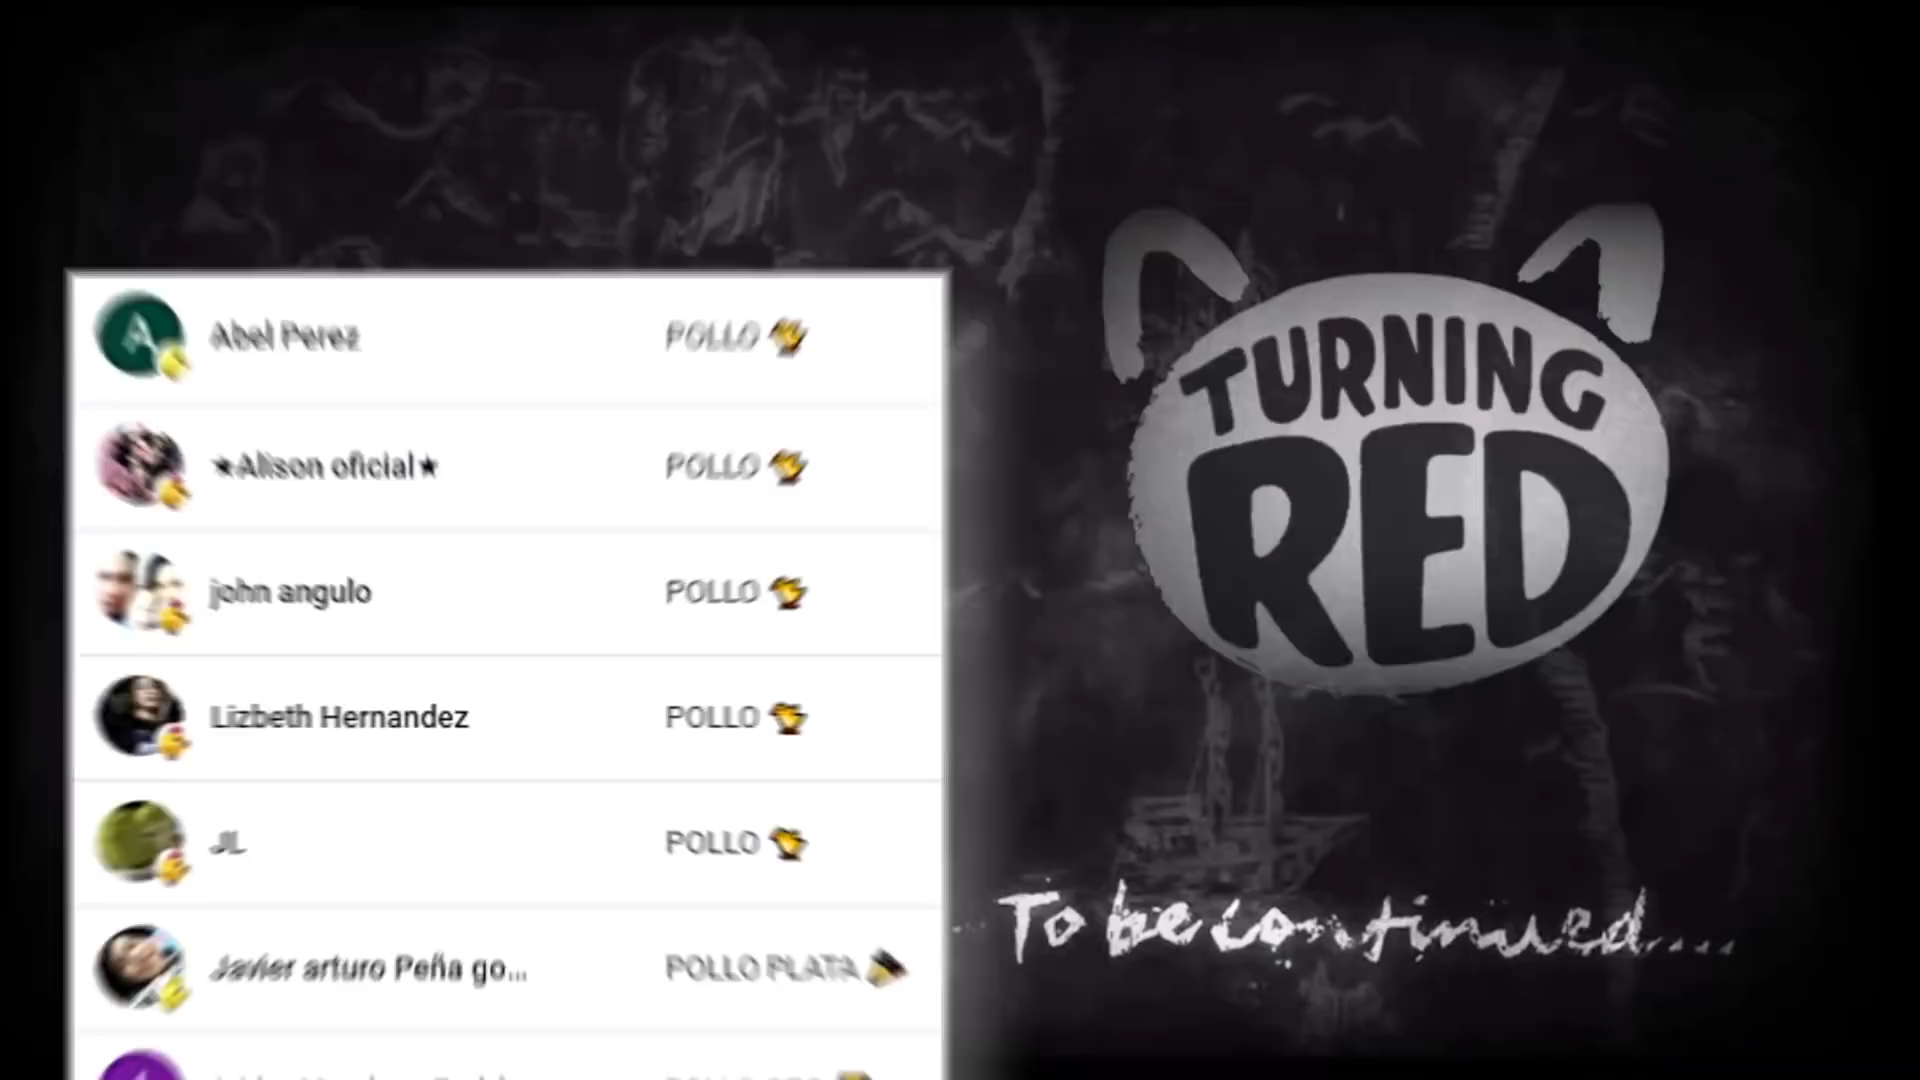 Abel Perez POLLO
★Alison oficial★ POLLO
john angulo POLLO
Lizbeth Hernandez POLLO
JL POLLO
Javier arturo Peña go... POLLO PLATA
TURNING
RED
To be continued...